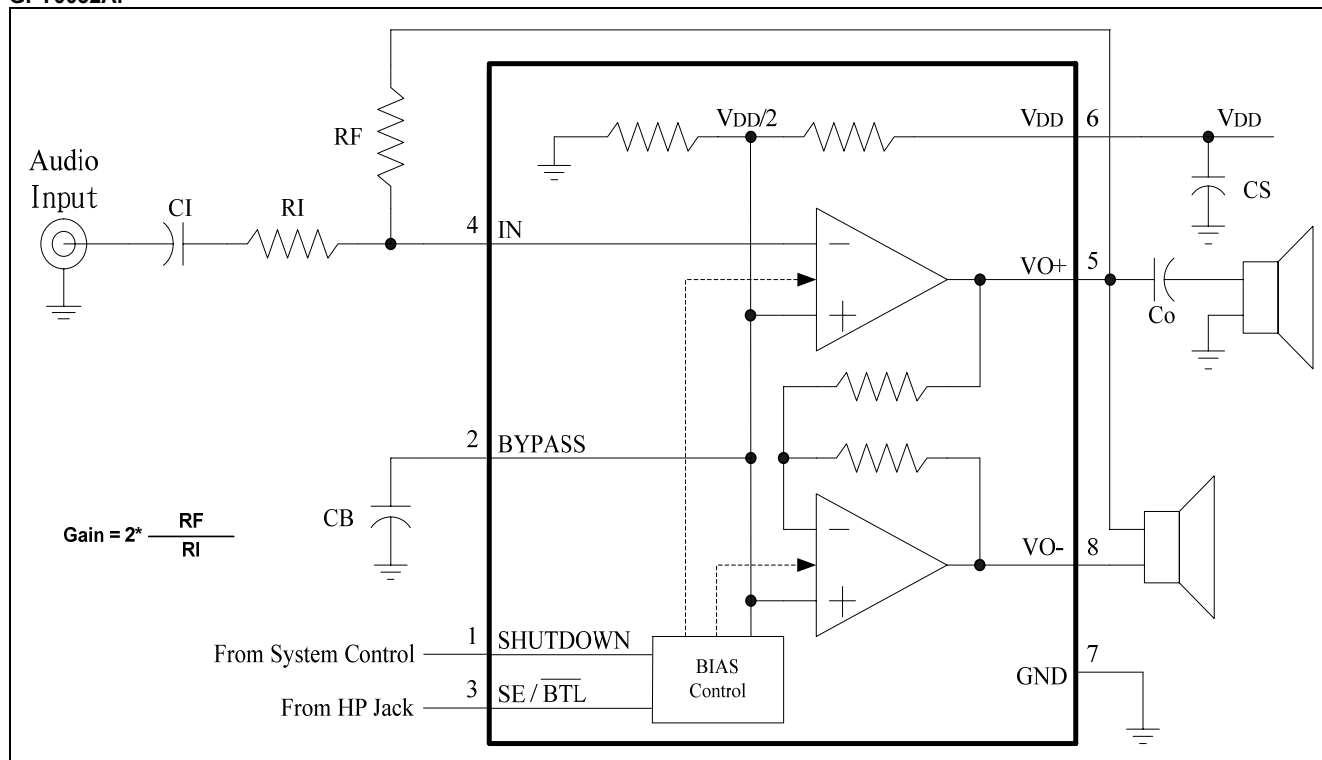 RF
VDD/2
VDD
6
VDD
Audio
Input
CI
RI
4
IN
−
CS
VO+
5
+
Co
2
BYPASS
CB
Gain = 2* RF
RI
−
VO-
8
+
From System Control
1
SHUTDOWN
BIAS
Control
7
GND
From HP Jack
3
SE / BTL